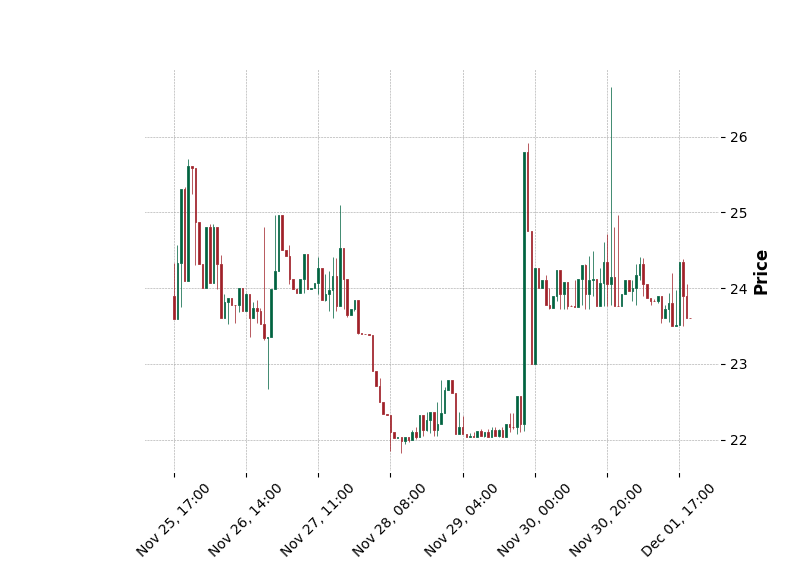 26
25
24
23
22
Price
Nov 25, 17:00
Nov 26, 14:00
Nov 27, 11:00
Nov 28, 08:00
Nov 29, 04:00
Nov 30, 00:00
Nov 30, 20:00
Dec 01, 17:00